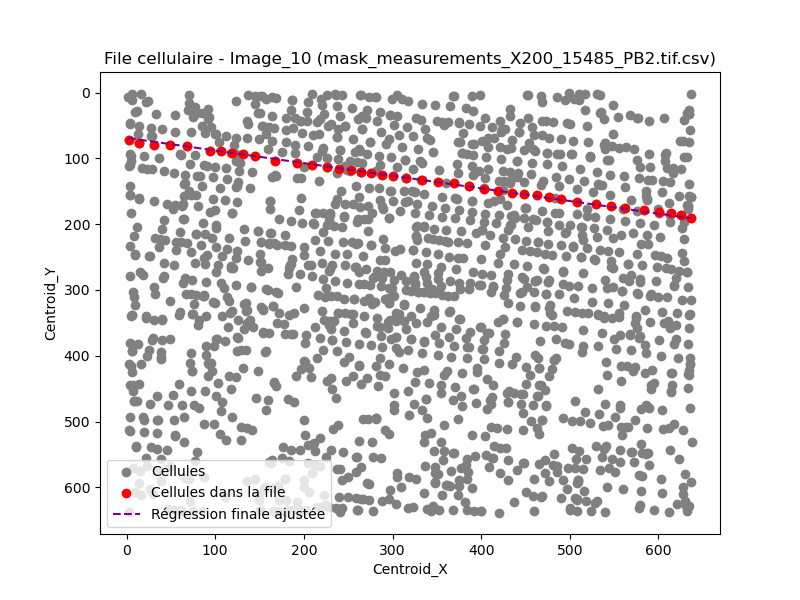 File cellulaire - Image_10 (mask_measurements_X200_15485_PB2.tif.csv)
0
100
200
300
400
500
600
Centroid_Y
Cellules
Cellules dans la file
Régression finale ajustée
0 100 200 300 400 500 600
Centroid_X